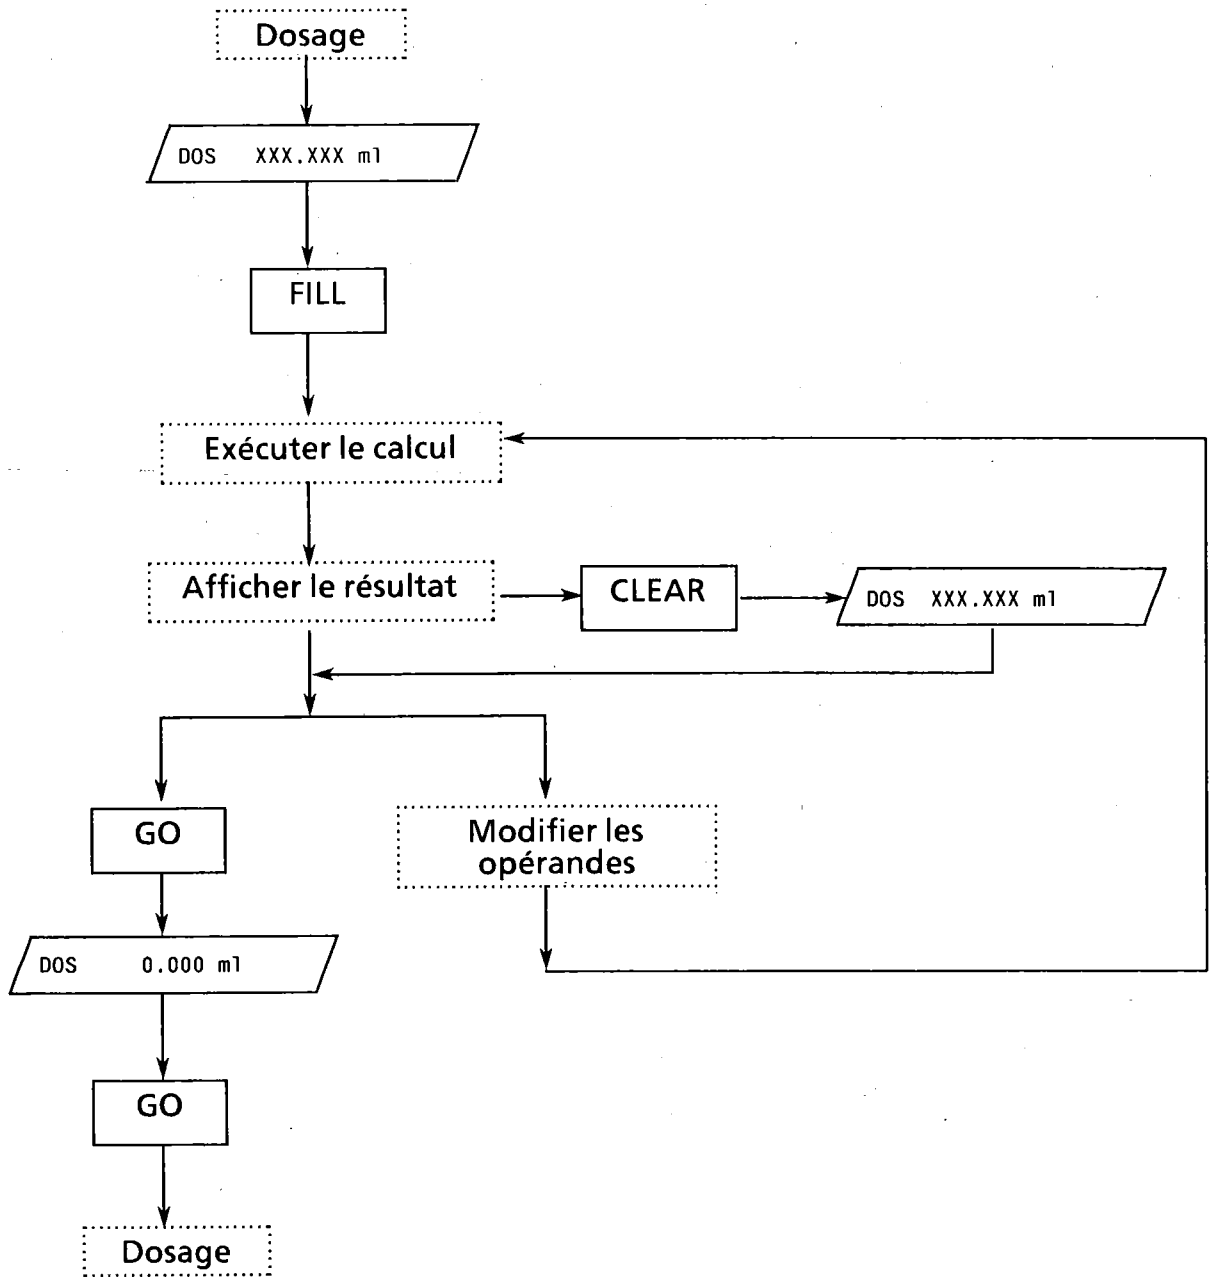 Dosage
DOS XXX.XXX ml
FILL
Exécuter le calcul
Afficher le résultat
CLEAR
DOS XXX.XXX ml
GO
Modifier les
opérandes
DOS 0.000 ml
GO
Dosage